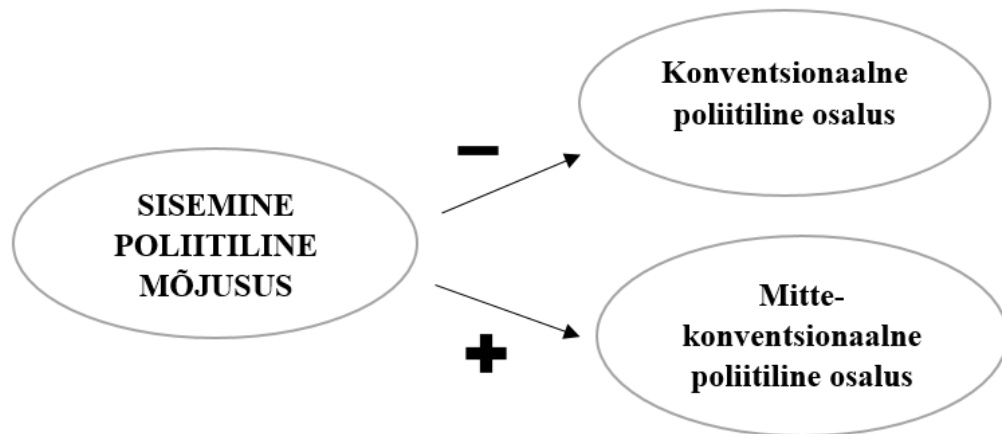 Konventsionaalne
poliitiline osalus
−
SISEMINE
POLIITILINE
MÕJUSUS
+
Mitte-
konventsionaalne
poliitiline osalus